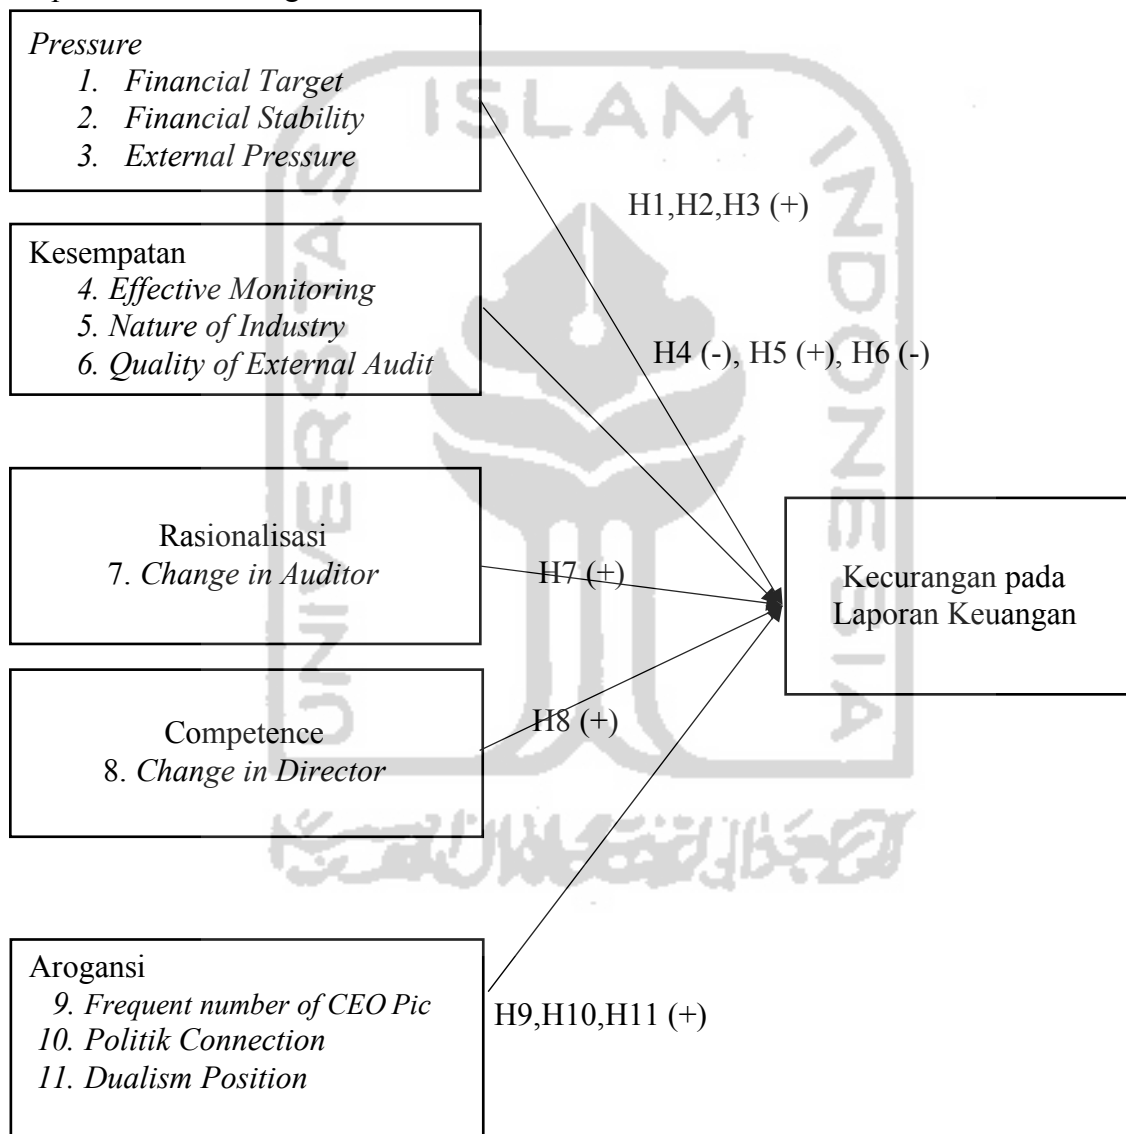 Pressure
1. Financial Target
2. Financial Stability
3. External Pressure
H1,H2,H3 (+)
Kesempatan
4. Effective Monitoring
5. Nature of Industry
6. Quality of External Audit
H4 (-), H5 (+), H6 (-)
Rasionalisasi
7. Change in Auditor
H7 (+)
Kecurangan pada
Laporan Keuangan
Competence
8. Change in Director
H8 (+)
Arogansi
9. Frequent number of CEO Pic
10. Politik Connection
11. Dualism Position
H9,H10,H11 (+)
ISLAM
UNIVERSITAS
INDONESIA